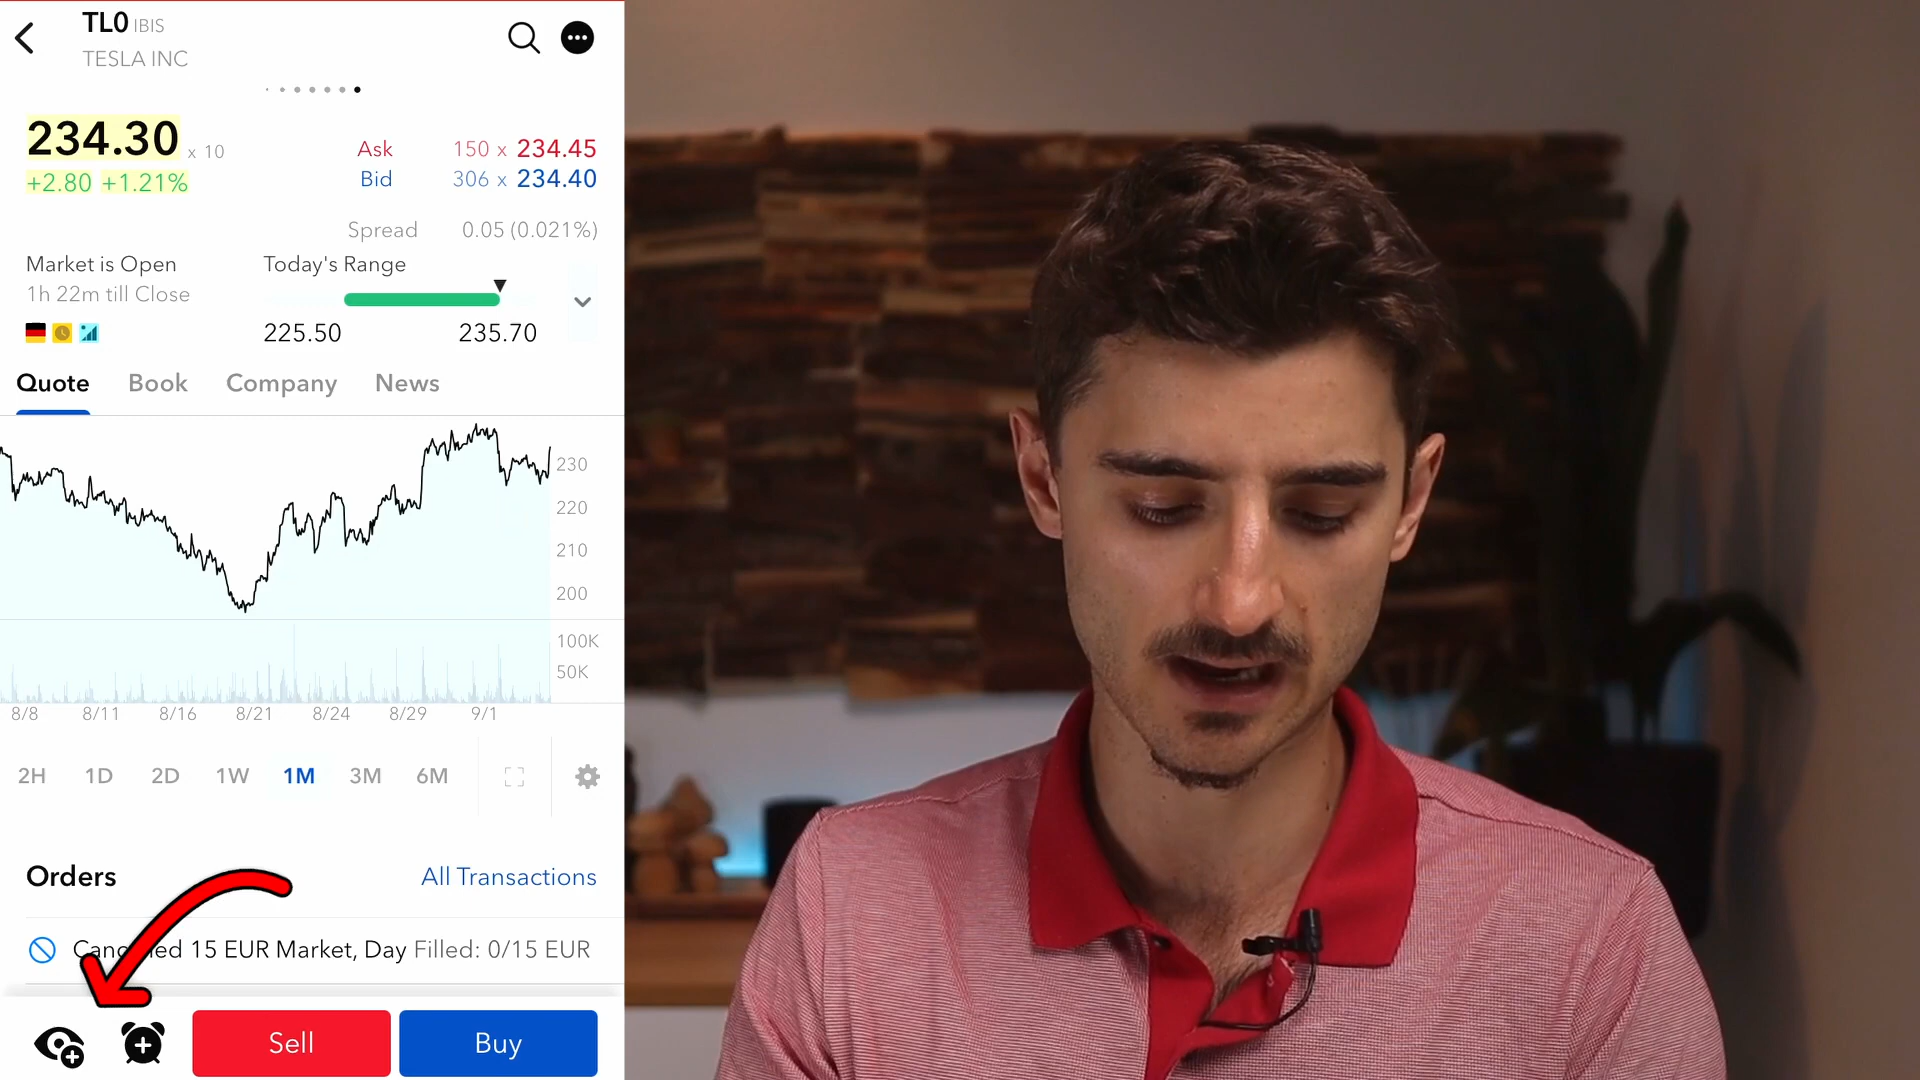 TL0 IBIS
TESLA INC
234.30 x 10
+2.80 +1.21%
Ask 150 x 234.45
Bid 306 x 234.40
Spread 0.05 (0.021%)
Market is Open
1h 22m till Close
Today's Range
225.50 235.70
Quote Book Company News
230
220
210
200
100K
50K
8/8 8/11 8/16 8/21 8/24 8/29 9/1
2H 1D 2D 1W 1M 3M 6M
Orders All Transactions
15 EUR Market, Day Filled: 0/15 EUR
Sell Buy